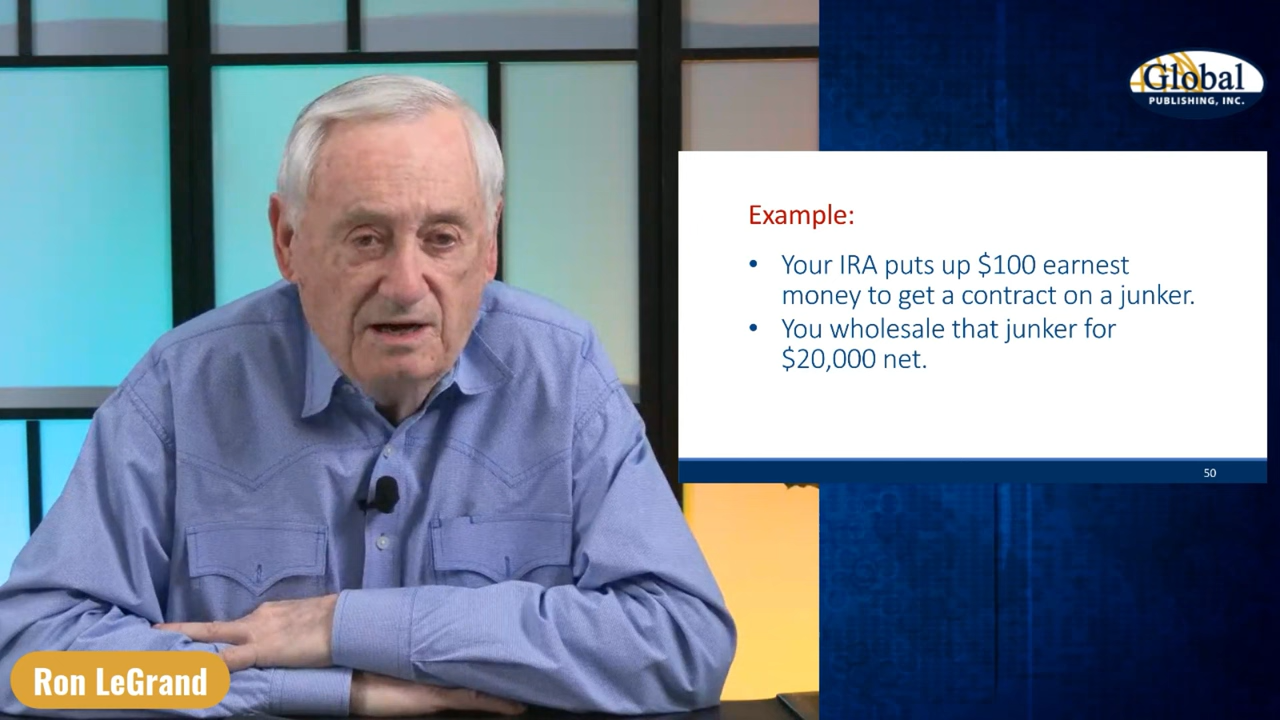 Global
PUBLISHING, INC.
Example:
• Your IRA puts up $100 earnest
money to get a contract on a junker.
• You wholesale that junker for
$20,000 net.
50
Ron LeGrand